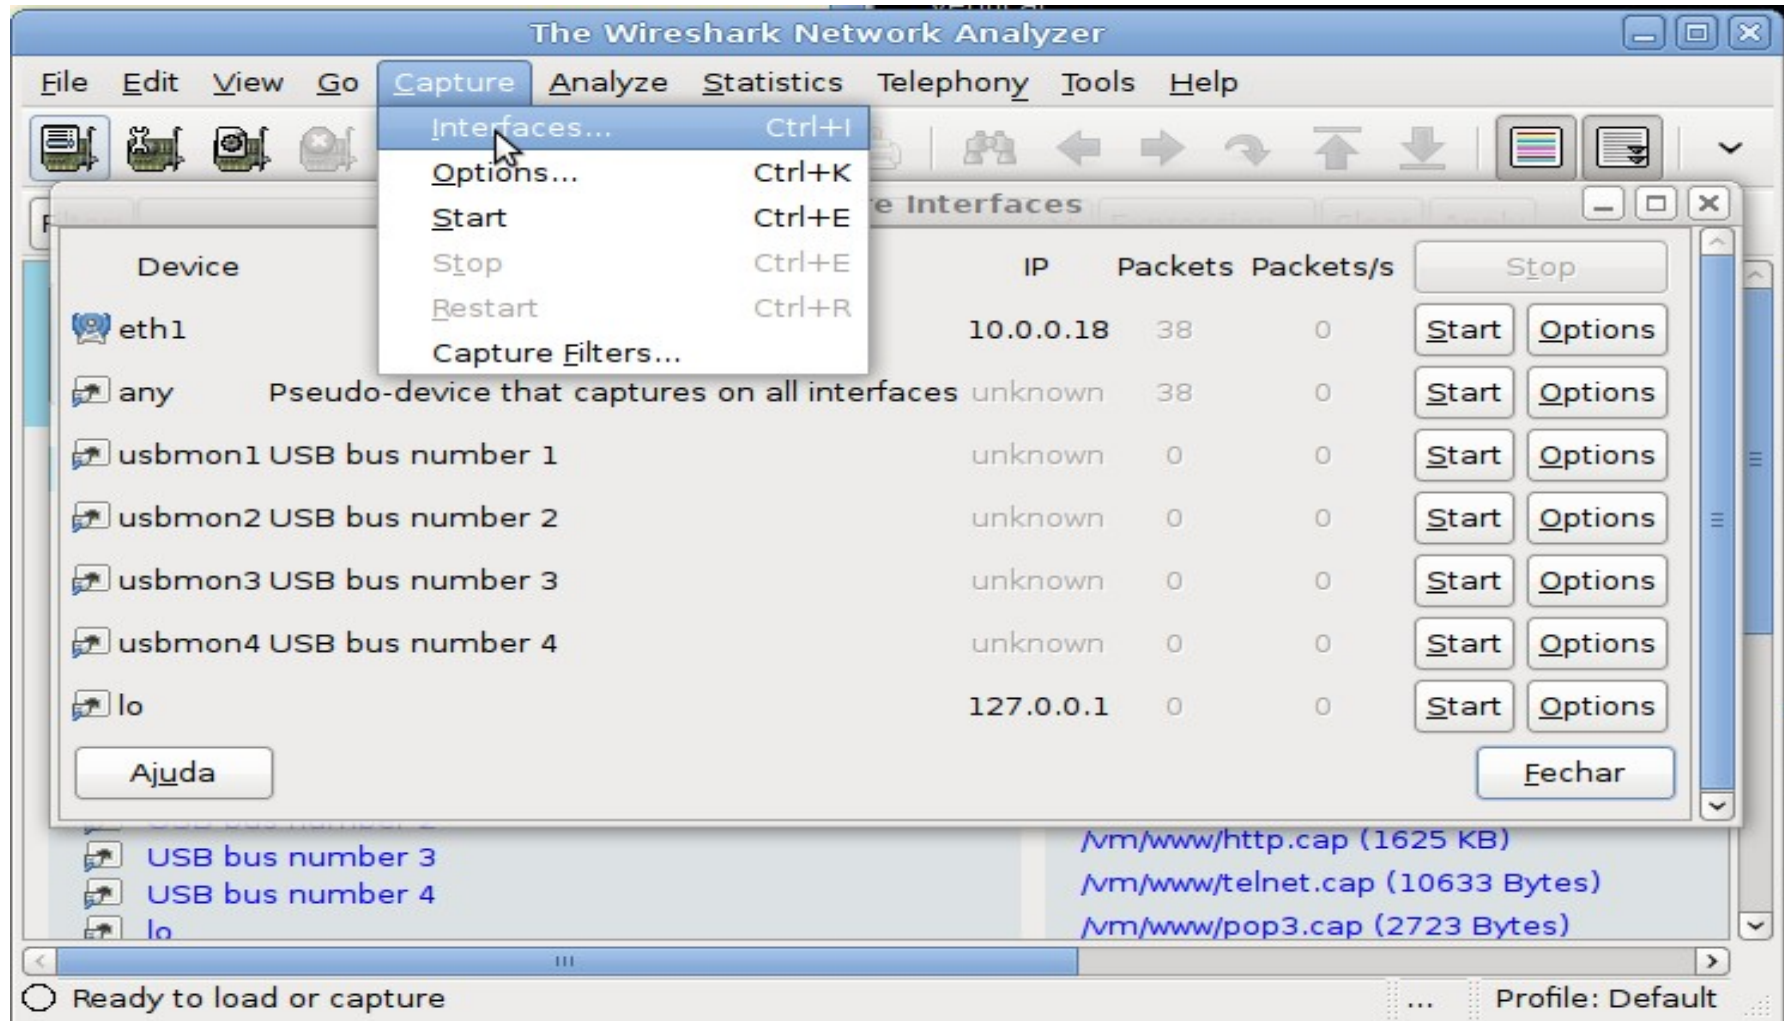 The Wireshark Network Analyzer
File Edit View Go Capture Analyze Statistics Telephony Tools Help
Interfaces... Ctrl+I
Options... Ctrl+K
Start Ctrl+E
Stop Ctrl+E
Restart Ctrl+R
Capture Filters...
e Interfaces
Device IP Packets Packets/s Stop
eth1 10.0.0.18 38 0 Start Options
any Pseudo-device that captures on all interfaces unknown 38 0 Start Options
usbmon1 USB bus number 1 unknown 0 0 Start Options
usbmon2 USB bus number 2 unknown 0 0 Start Options
usbmon3 USB bus number 3 unknown 0 0 Start Options
usbmon4 USB bus number 4 unknown 0 0 Start Options
lo 127.0.0.1 0 0 Start Options
Ajuda Fechar
USB bus number 2
/vm/www/http.cap (1625 KB)
USB bus number 3
/vm/www/telnet.cap (10633 Bytes)
USB bus number 4
/vm/www/pop3.cap (2723 Bytes)
lo
Ready to load or capture ... Profile: Default